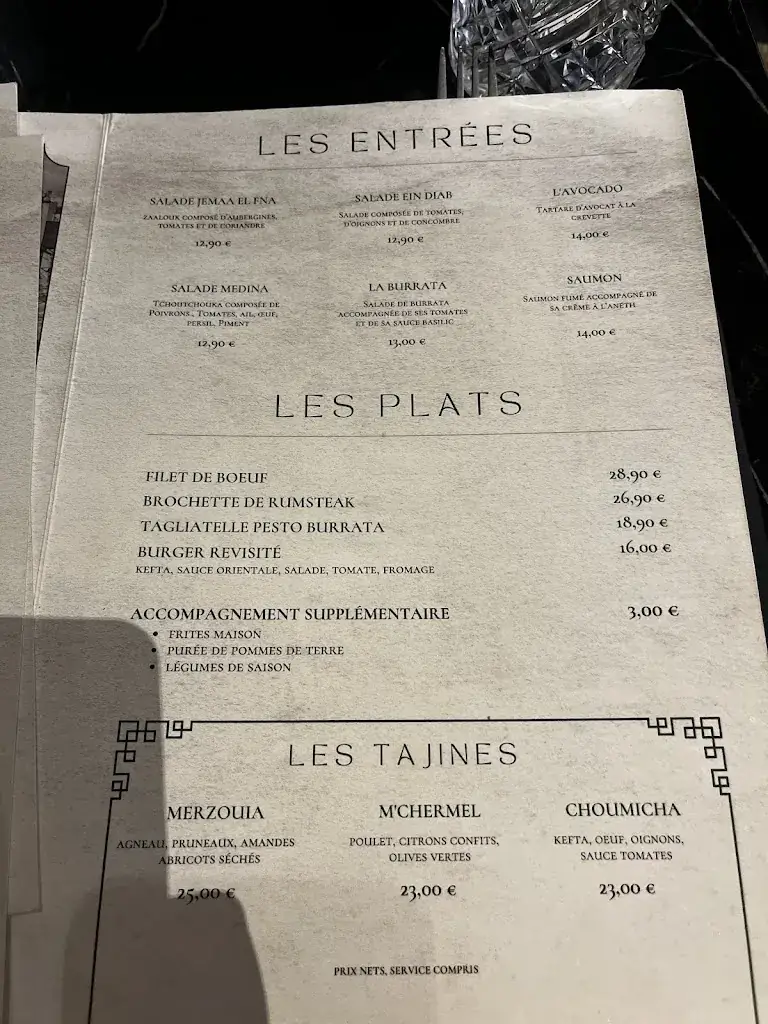 LES ENTRÉES
SALADE JEMAA EL FNA
ZAALOUK COMPOSÉ D'AUBERGINES,
TOMATES ET DE CORIANDRE
12,90 €
SALADE EIN DIAB
SALADE COMPOSÉE DE TOMATES,
D'OIGNONS ET DE CONCOMBRE
12,90 €
L'AVOCADO
TARTARE D'AVOCAT À LA
CREVETTE
14,00 €
SALADE MEDINA
TCHOUTCHOUKA COMPOSÉE DE
POIVRONS., TOMATES, AIL, ŒUF,
PERSIL, PIMENT
12,90 €
LA BURRATA
SALADE DE BURRATA
ACCOMPAGNÉE DE SES TOMATES
ET DE SA SAUCE BASILIC
13,00 €
SAUMON
SAUMON FUMÉ ACCOMPAGNÉ DE
SA CRÈME À L'ANETH
14,00 €
LES PLATS
FILET DE BOEUF 28,90 €
BROCHETTE DE RUMSTEAK 26,90 €
TAGLIATELLE PESTO BURRATA 18,90 €
BURGER REVISITÉ 16,00 €
KEFTA, SAUCE ORIENTALE, SALADE, TOMATE, FROMAGE
ACCOMPAGNEMENT SUPPLÉMENTAIRE 3,00 €
• FRITES MAISON
• PURÉE DE POMMES DE TERRE
• LÉGUMES DE SAISON
LES TAJINES
MERZOUIA
AGNEAU, PRUNEAUX, AMANDES
ABRICOTS SÉCHÉS
25,00 €
M'CHERMEL
POULET, CITRONS CONFITS,
OLIVES VERTES
23,00 €
CHOUMICHA
KEFTA, OEUF, OIGNONS,
SAUCE TOMATES
23,00 €
PRIX NETS, SERVICE COMPRIS